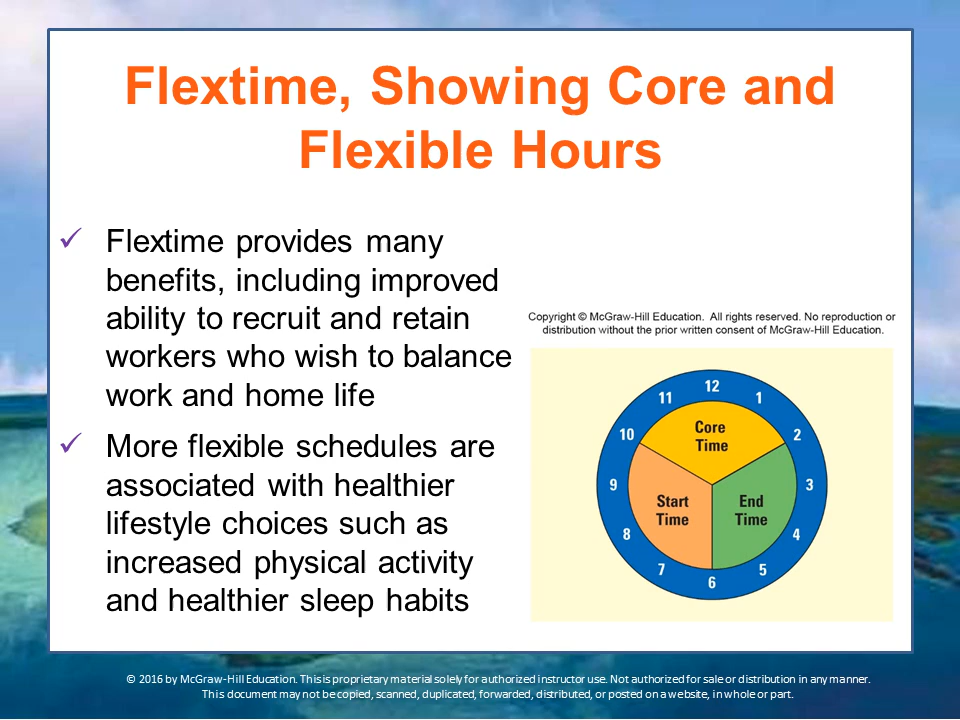 Flextime, Showing Core and
Flexible Hours
Flextime provides many
benefits, including improved
ability to recruit and retain
workers who wish to balance
work and home life
More flexible schedules are
associated with healthier
lifestyle choices such as
increased physical activity
and healthier sleep habits
Copyright © McGraw-Hill Education. All rights reserved. No reproduction or
distribution without the prior written consent of McGraw-Hill Education.
12
1
2
3
4
5
6
7
8
9
10
11
Core
Time
Start
Time
End
Time
© 2016 by McGraw-Hill Education. This is proprietary material solely for authorized instructor use. Not authorized for sale or distribution in any manner.
This document may not be copied, scanned, duplicated, forwarded, distributed, or posted on a website, in whole or part.